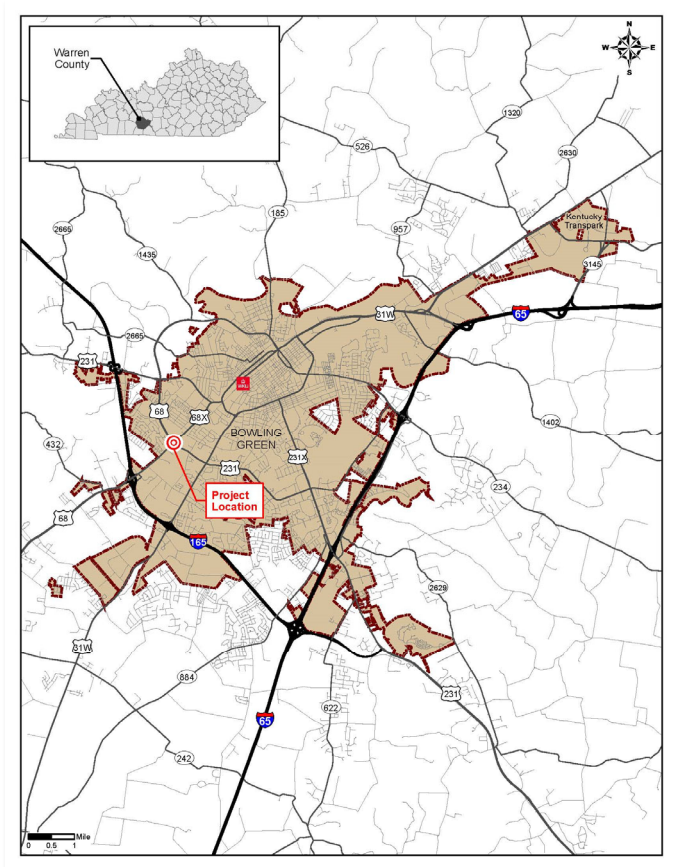 Warren
County
N
W
E
S
1320
526
2630
185
957
Kentucky
Transpark
2665
1435
3145
31W
65
2665
231
WKU
68
68X
BOWLING
GREEN
1402
432
231
231X
234
Project
Location
68
165
2629
31W
884
231
622
65
242
Mile
0 0.5 1